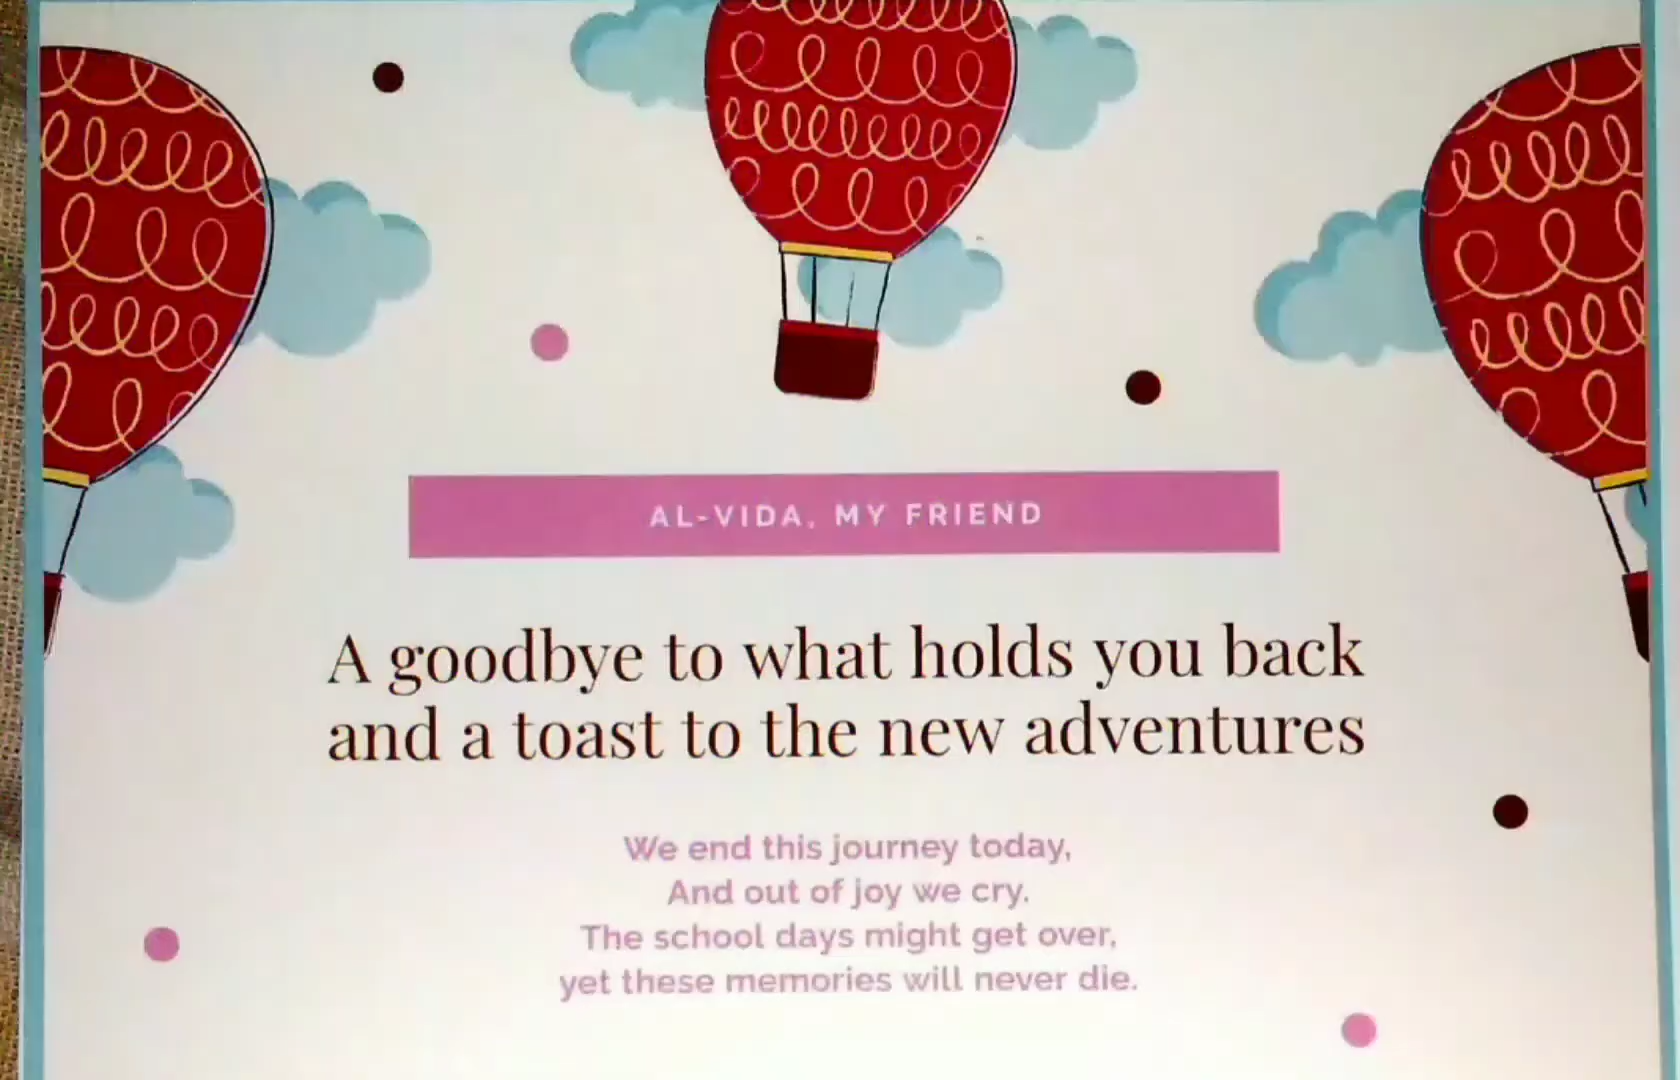 AL-VIDA, MY FRIEND
A goodbye to what holds you back
and a toast to the new adventures
We end this journey today,
And out of joy we cry.
The school days might get over,
yet these memories will never die.